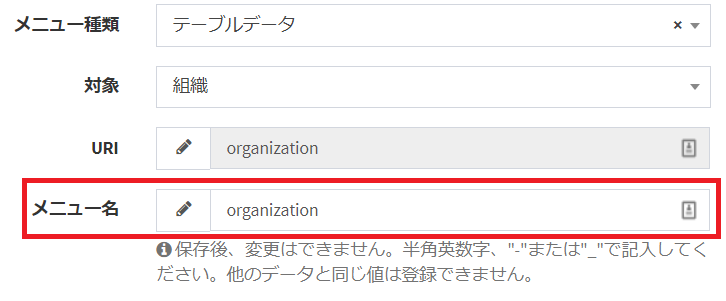 メニュー種類 テーブルデータ ×
対象 組織
URI organization
メニュー名 organization
保存後、変更はできません。半角英数字、"-"または"_"で記入してく
ださい。他のデータと同じ値は登録できません。